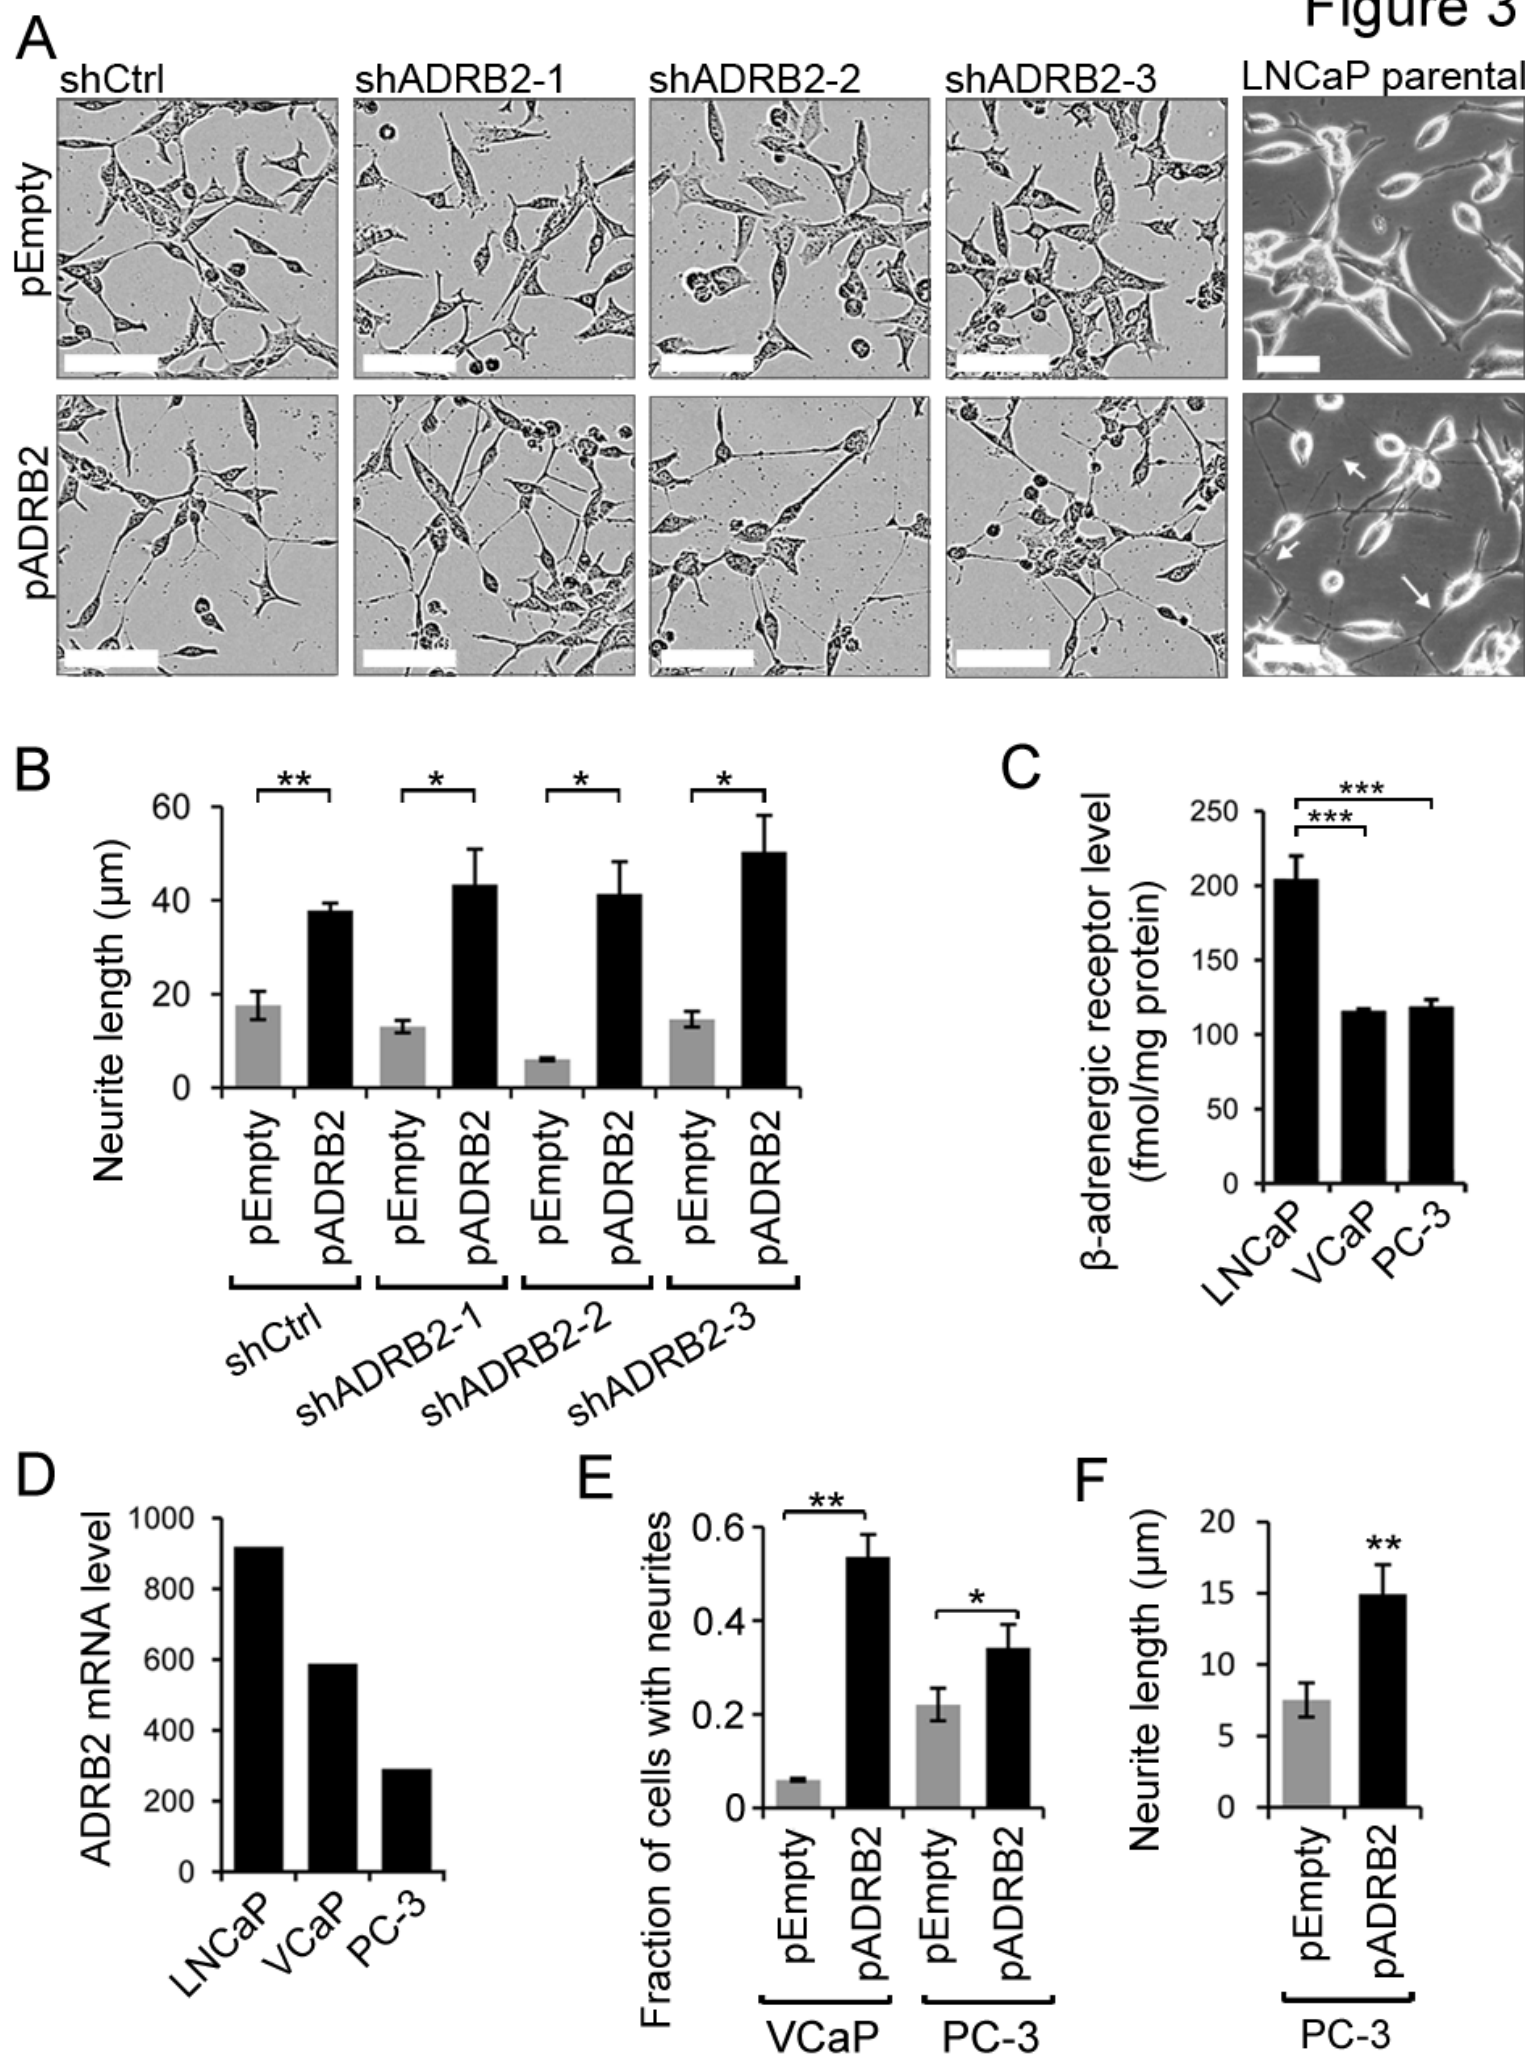 Figure 3
A
shCtrl
shADRB2-1
shADRB2-2
shADRB2-3
LNCaP parental
pEmpty
pADRB2
B
Neurite length (µm)
60
40
20
0
**
*
*
*
pEmpty
pADRB2
pEmpty
pADRB2
pEmpty
pADRB2
pEmpty
pADRB2
shCtrl
shADRB2-1
shADRB2-2
shADRB2-3
C
β-adrenergic receptor level
(fmol/mg protein)
250
200
150
100
50
0
***
***
LNCaP
VCaP
PC-3
D
ADRB2 mRNA level
1000
800
600
400
200
0
LNCaP
VCaP
PC-3
E
Fraction of cells with neurites
0.6
0.4
0.2
0
**
*
pEmpty
pADRB2
pEmpty
pADRB2
VCaP
PC-3
F
Neurite length (µm)
20
15
10
5
0
**
pEmpty
pADRB2
PC-3